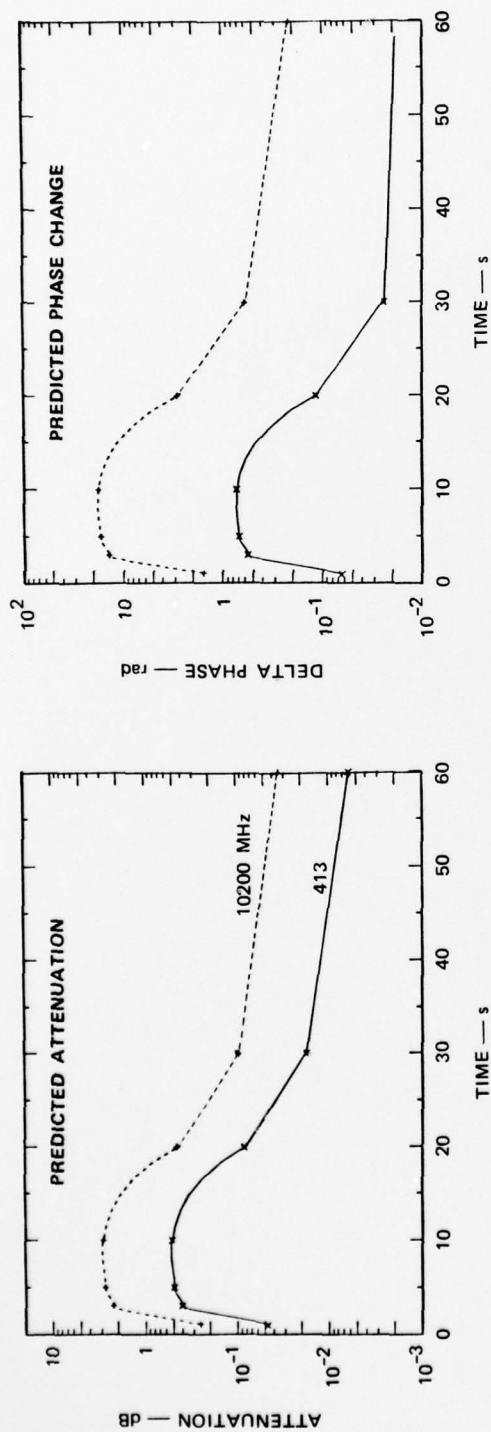 PREDICTED ATTENUATION
ATTENUATION — dB
10
1
10-1
10-2
10-3
10200 MHz
413
0 10 20 30 40 50 60
TIME — s
PREDICTED PHASE CHANGE
DELTA PHASE — rad
102
10
1
10-1
10-2
0 10 20 30 40 50 60
TIME — s